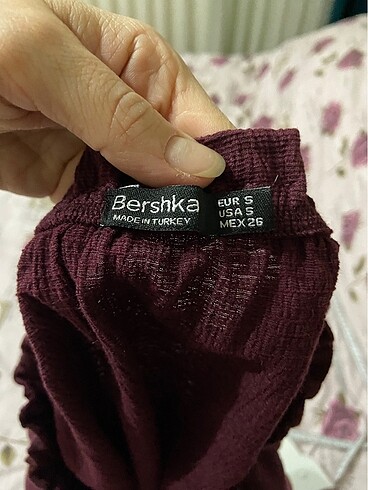 Bershka
MADE IN TURKEY
EUR S
USA S
MEX 26